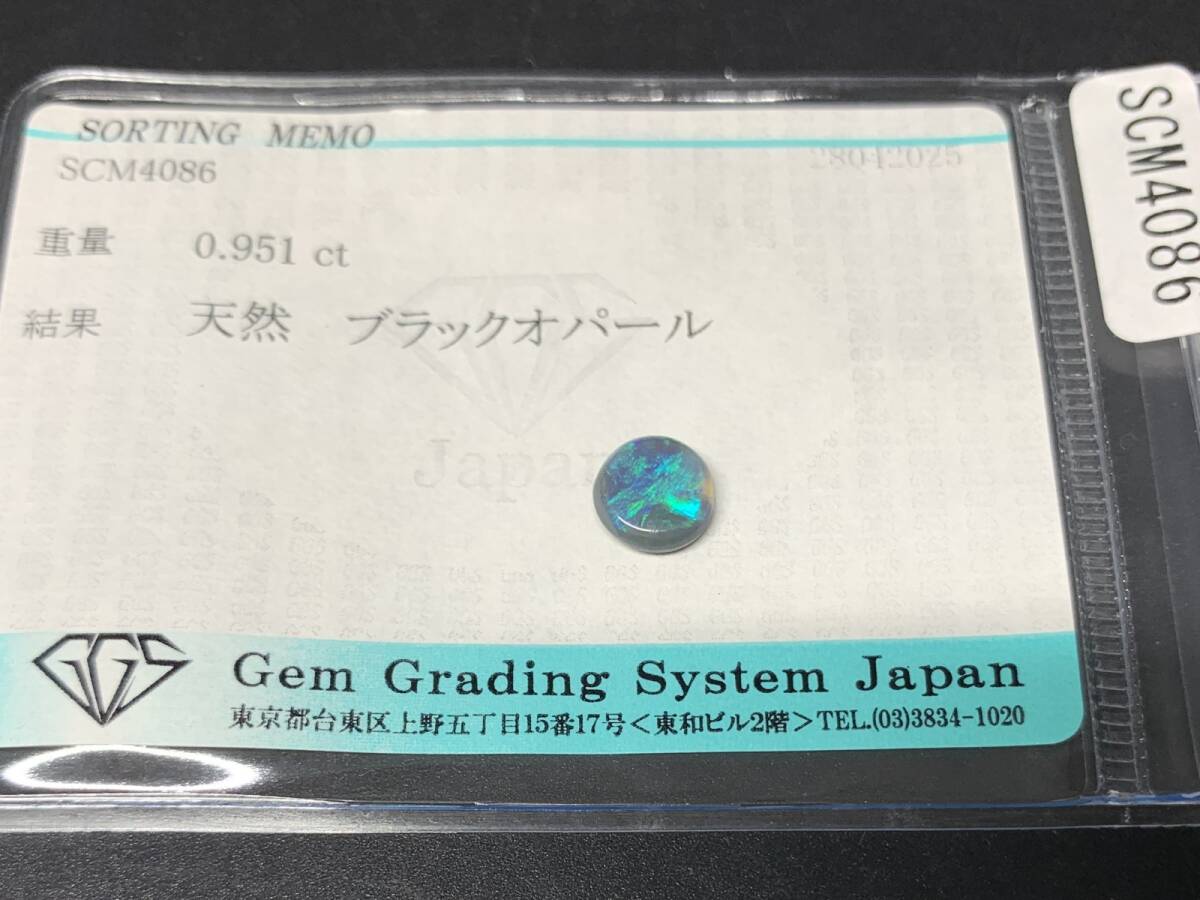 SORTING MEMO
SCM4086 28042025
重量 0.951 ct
結果 天然 ブラックオパール
Japan
GGS Gem Grading System Japan
東京都台東区上野五丁目15番17号<東和ビル2階>TEL.(03)3834-1020
SCM4086